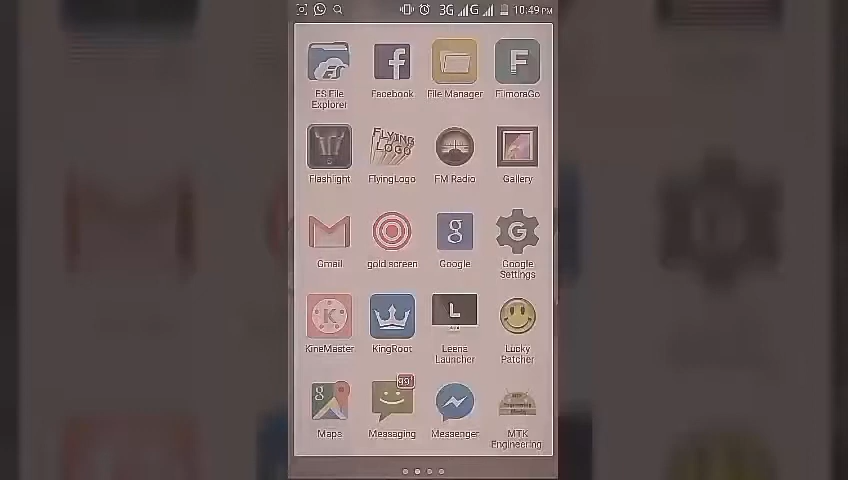 3G G 10:49 PM
ES File Explorer
Facebook
File Manager
FilmoraGo
Flashlight
FLYING LOGO
FlyingLogo
FM Radio
Gallery
Gmail
gold screen
Google
Google Settings
KineMaster
KingRoot
Leena Launcher
Lucky Patcher
Maps
99+
Messaging
Messenger
MTK Engineering